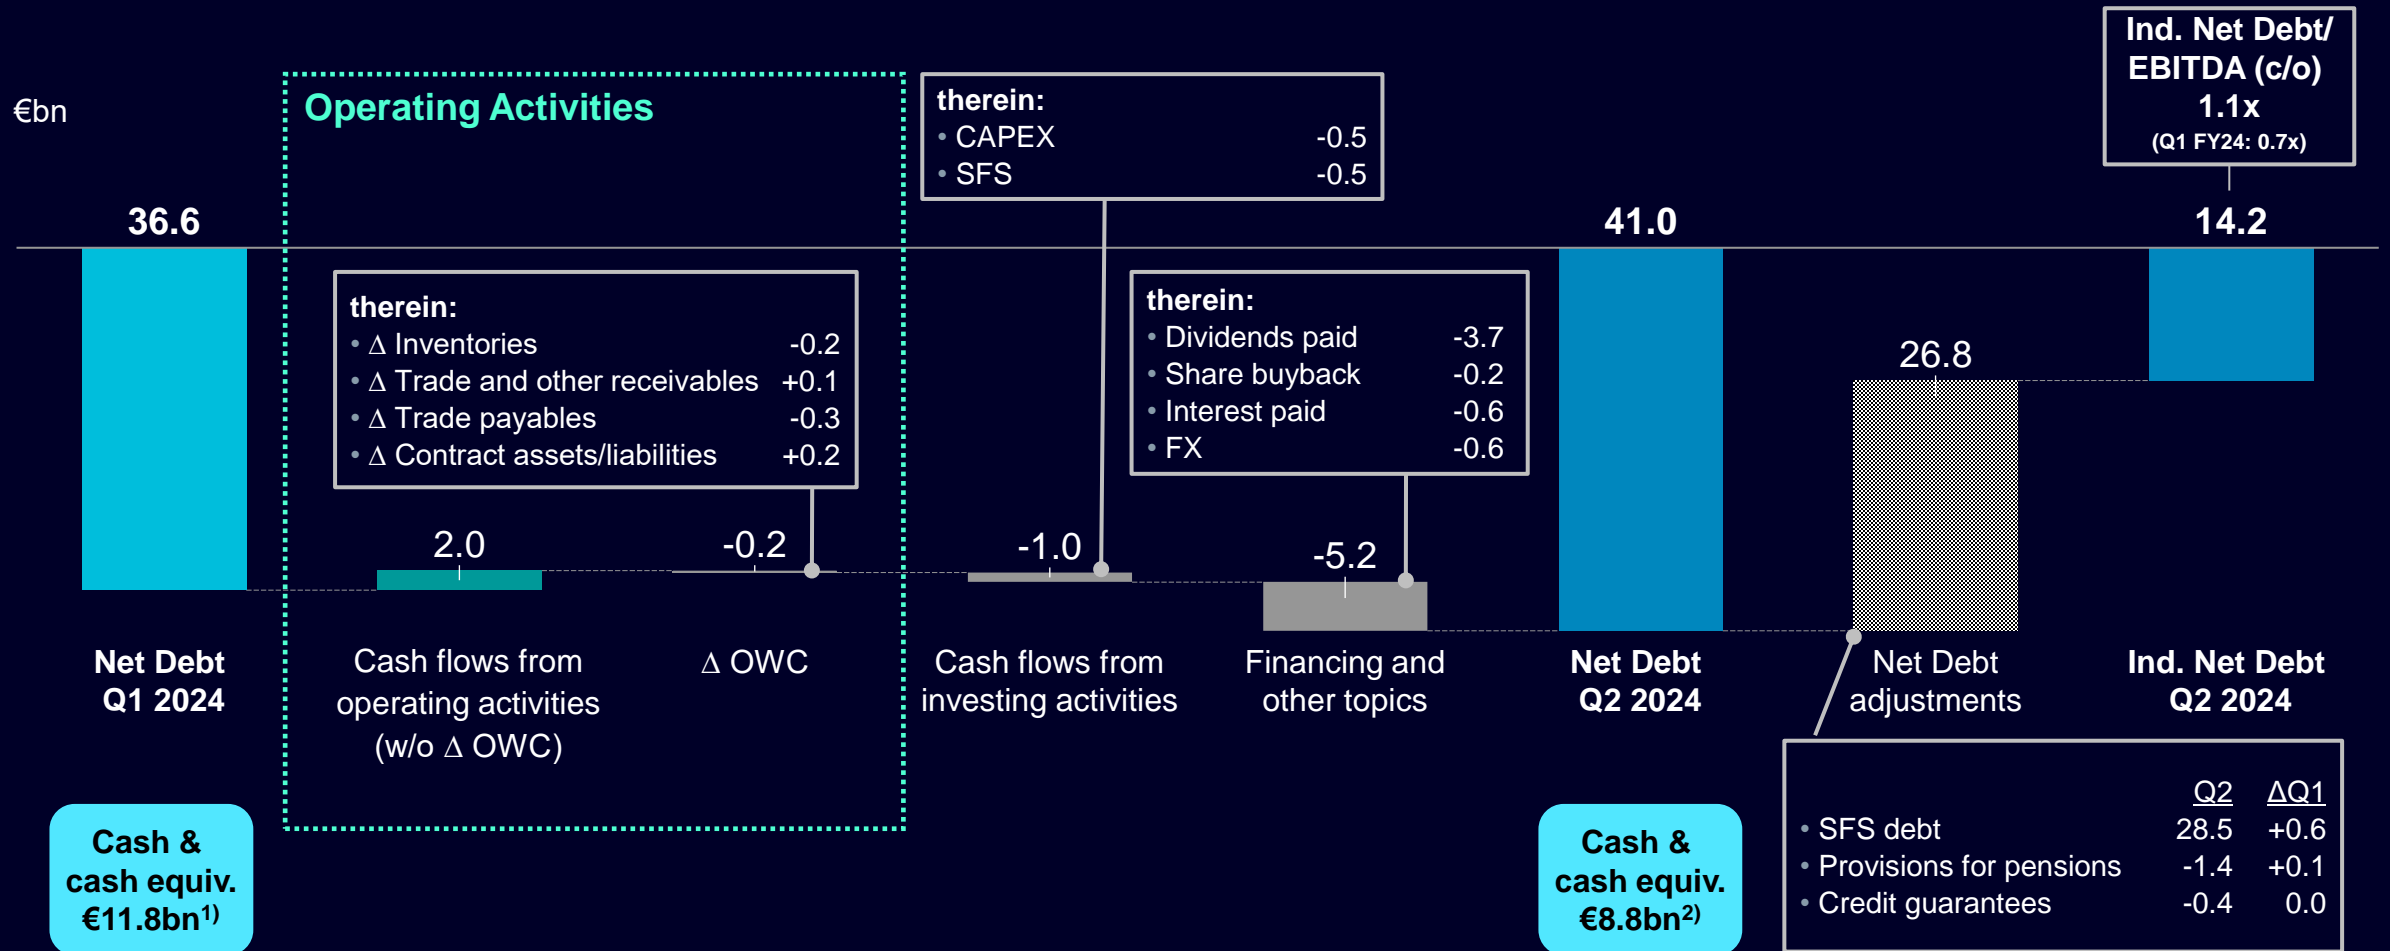 €bn
Operating Activities
therein:
• CAPEX -0.5
• SFS -0.5
Ind. Net Debt/
EBITDA (c/o)
1.1x
(Q1 FY24: 0.7x)
36.6
41.0
14.2
therein:
• Δ Inventories -0.2
• Δ Trade and other receivables +0.1
• Δ Trade payables -0.3
• Δ Contract assets/liabilities +0.2
therein:
• Dividends paid -3.7
• Share buyback -0.2
• Interest paid -0.6
• FX -0.6
26.8
2.0
-0.2
-1.0
-5.2
Net Debt
Q1 2024
Cash flows from
operating activities
(w/o Δ OWC)
Δ OWC
Cash flows from
investing activities
Financing and
other topics
Net Debt
Q2 2024
Net Debt
adjustments
Ind. Net Debt
Q2 2024
Cash &
cash equiv.
€11.8bn1)
Cash &
cash equiv.
€8.8bn2)
Q2 ΔQ1
• SFS debt 28.5 +0.6
• Provisions for pensions -1.4 +0.1
• Credit guarantees -0.4 0.0